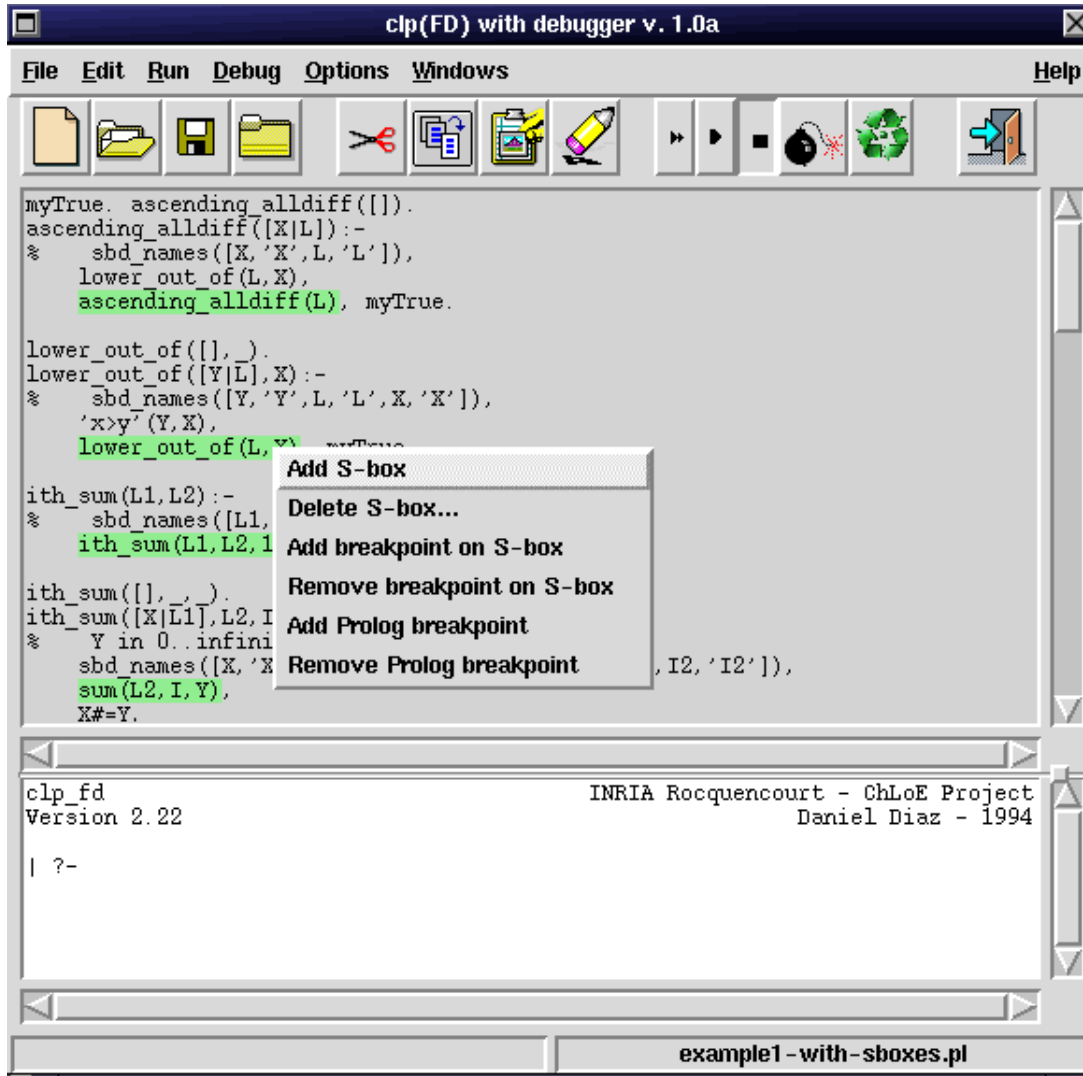 clp(FD) with debugger v. 1.0a
File Edit Run Debug Options Windows Help
myTrue. ascending_alldiff([]).
ascending_alldiff([X|L]):-
% sbd_names([X,'X',L,'L']),
lower_out_of(L,X),
ascending_alldiff(L), myTrue.
lower_out_of([],_).
lower_out_of([Y|L],X):-
% sbd_names([Y,'Y',L,'L',X,'X']),
'x>y'(Y,X),
lower_out_of(L,X), myTrue
Add S-box
Delete S-box...
Add breakpoint on S-box
Remove breakpoint on S-box
Add Prolog breakpoint
Remove Prolog breakpoint
ith_sum(L1,L2):-
% sbd_names([L1,
ith_sum(L1,L2,1
ith_sum([],_,_).
ith_sum([X|L1],L2,I
% Y in 0..infini
sbd_names([X,'X ,I2,'I2']),
sum(L2,I,Y),
X#=Y.
clp_fd INRIA Rocquencourt - ChLoE Project
Version 2.22 Daniel Diaz - 1994
| ?-
example1-with-sboxes.pl